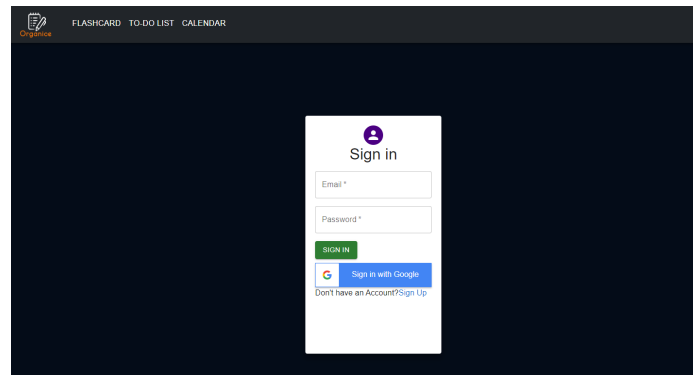 Organice
FLASHCARD TO-DO LIST CALENDAR
Sign in
Email *
Password *
SIGN IN
G Sign in with Google
Don't have an Account?Sign Up